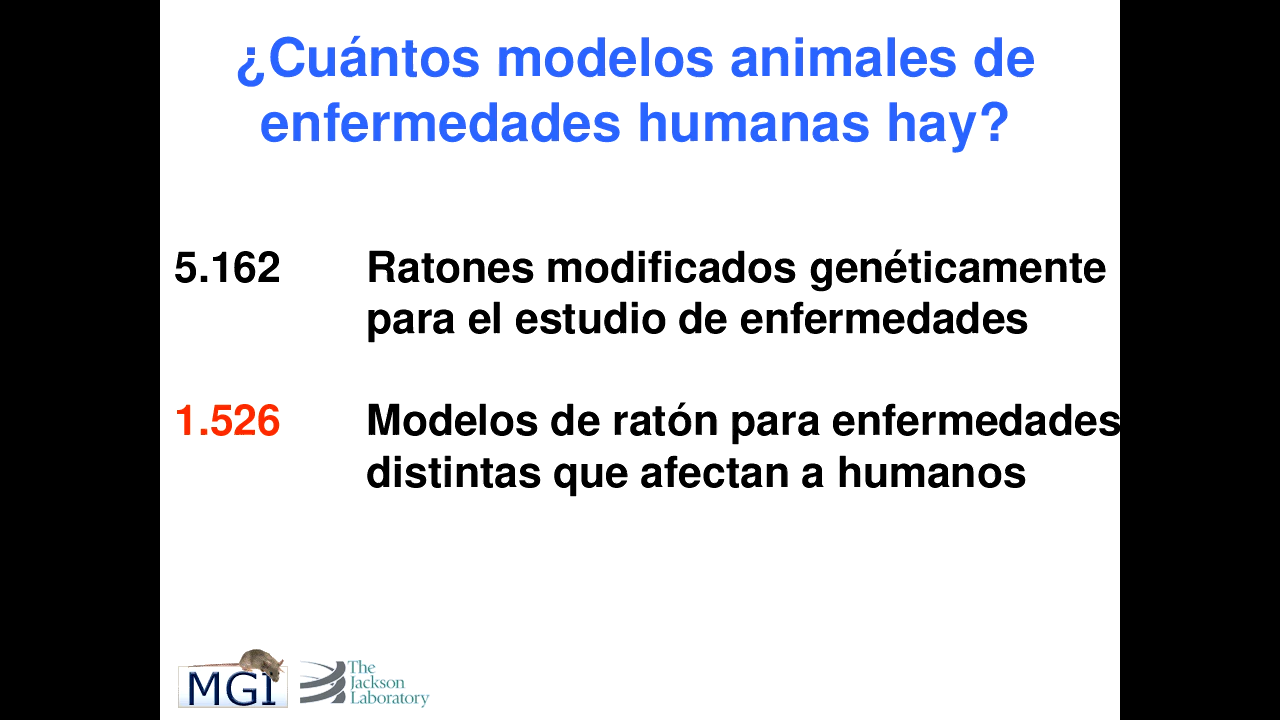 ¿Cuántos modelos animales de
enfermedades humanas hay?
5.162 Ratones modificados genéticamente
para el estudio de enfermedades
1.526 Modelos de ratón para enfermedades
distintas que afectan a humanos
MGI
The
Jackson
Laboratory